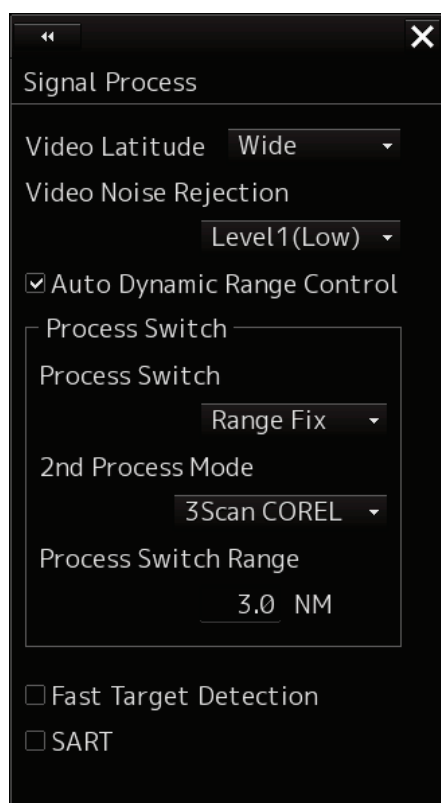 Signal Process
Video Latitude Wide
Video Noise Rejection
Level1(Low)
Auto Dynamic Range Control
Process Switch
Process Switch
Range Fix
2nd Process Mode
3Scan COREL
Process Switch Range
3.0 NM
Fast Target Detection
SART